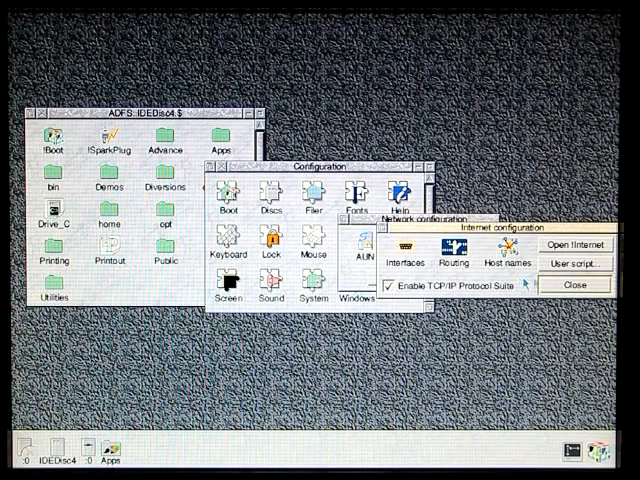 ADFS::IDEDisc4.$
!Boot !SparkPlug Advance Apps
bin Demos Diversions
Drive_C home opt
Printing Printout Public
Utilities
Configuration
Boot Discs Filer Fonts Help
Keyboard Lock Mouse
Screen Sound System Windows
Network configuration
AUN
Internet configuration
Interfaces Routing Host names
Open !Internet
User script...
Enable TCP/IP Protocol Suite
Close
:0 IDEDisc4 :0 Apps